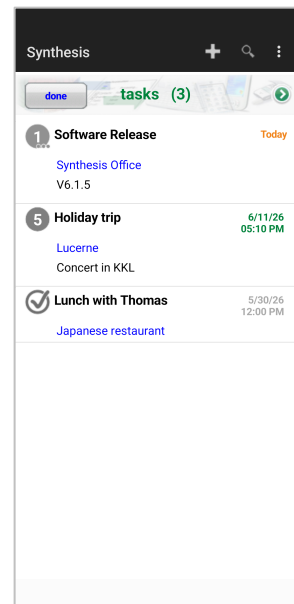 Synthesis
done
tasks (3)
1 Software Release Today
Synthesis Office
V6.1.5
5 Holiday trip 6/11/26
05:10 PM
Lucerne
Concert in KKL
Lunch with Thomas 5/30/26
12:00 PM
Japanese restaurant